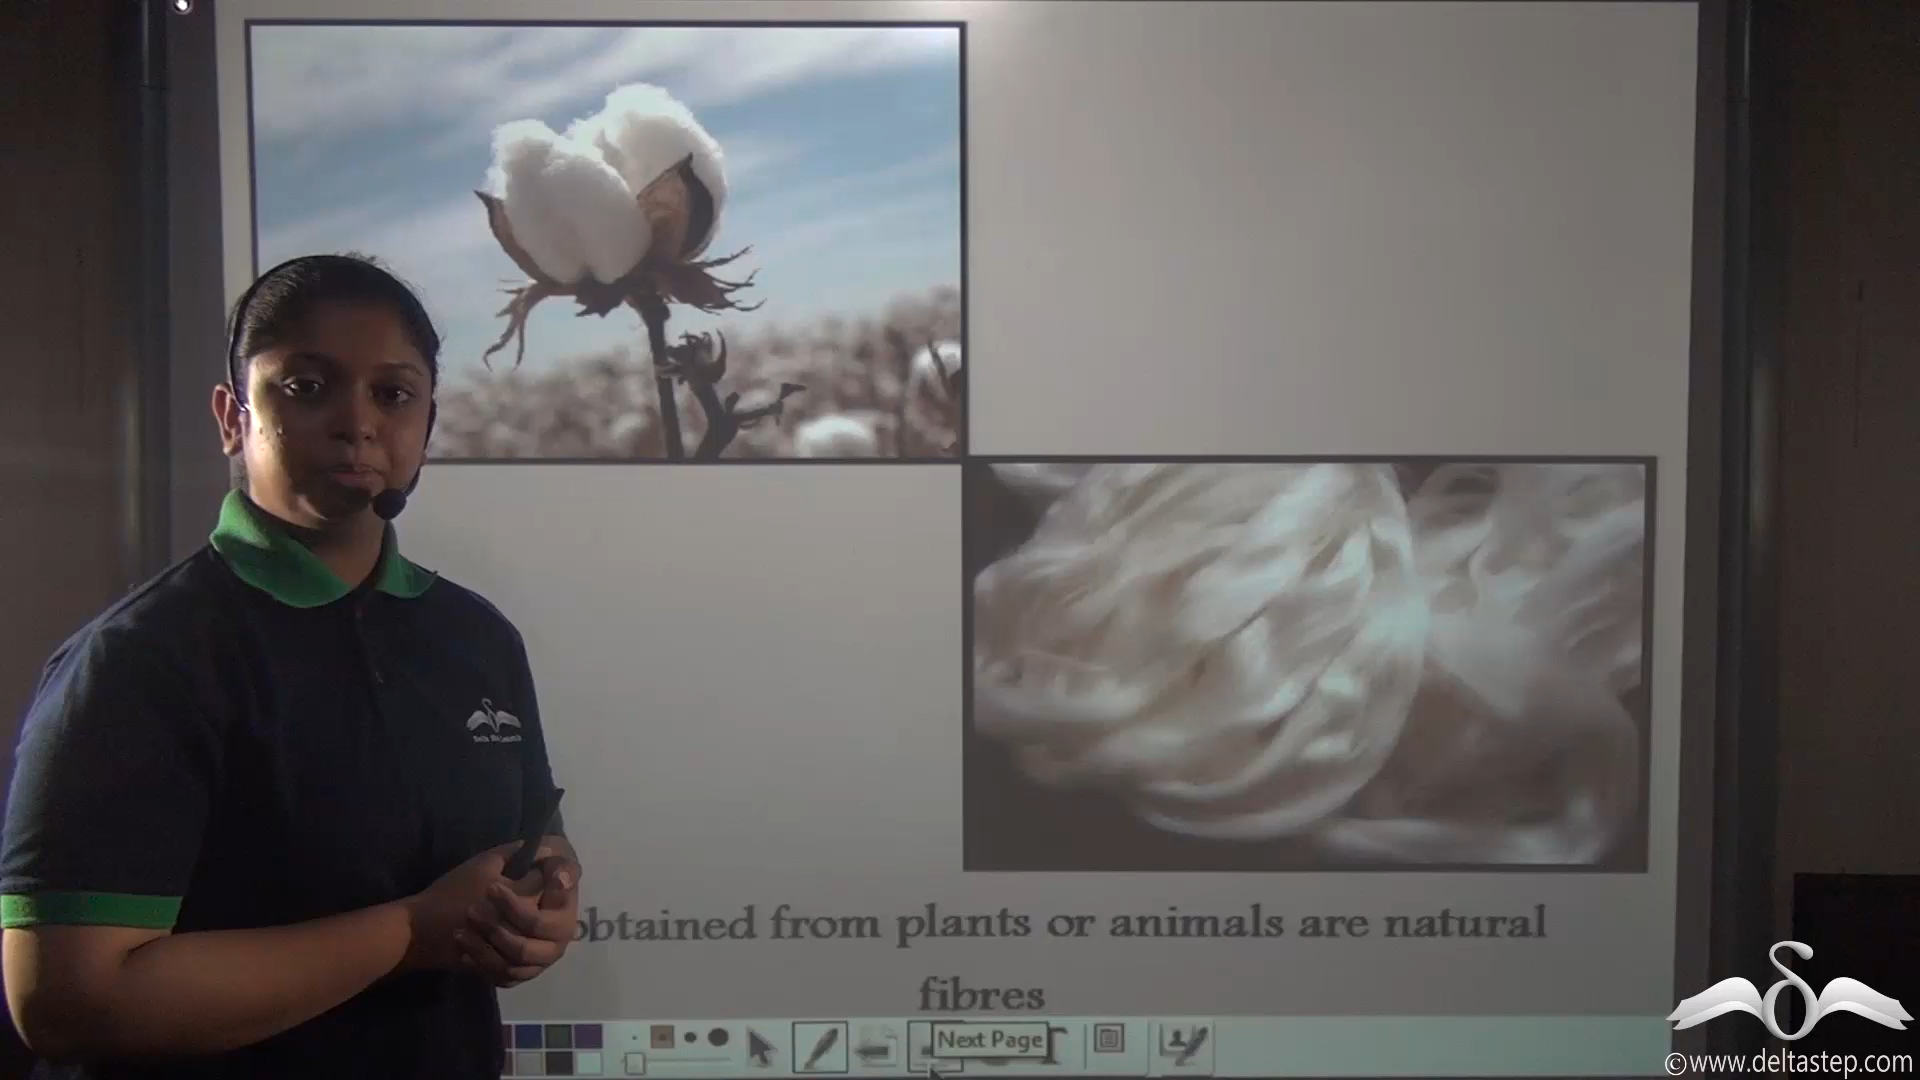 obtained from plants or animals are natural
fibres
Next Page
©www.deltastep.com